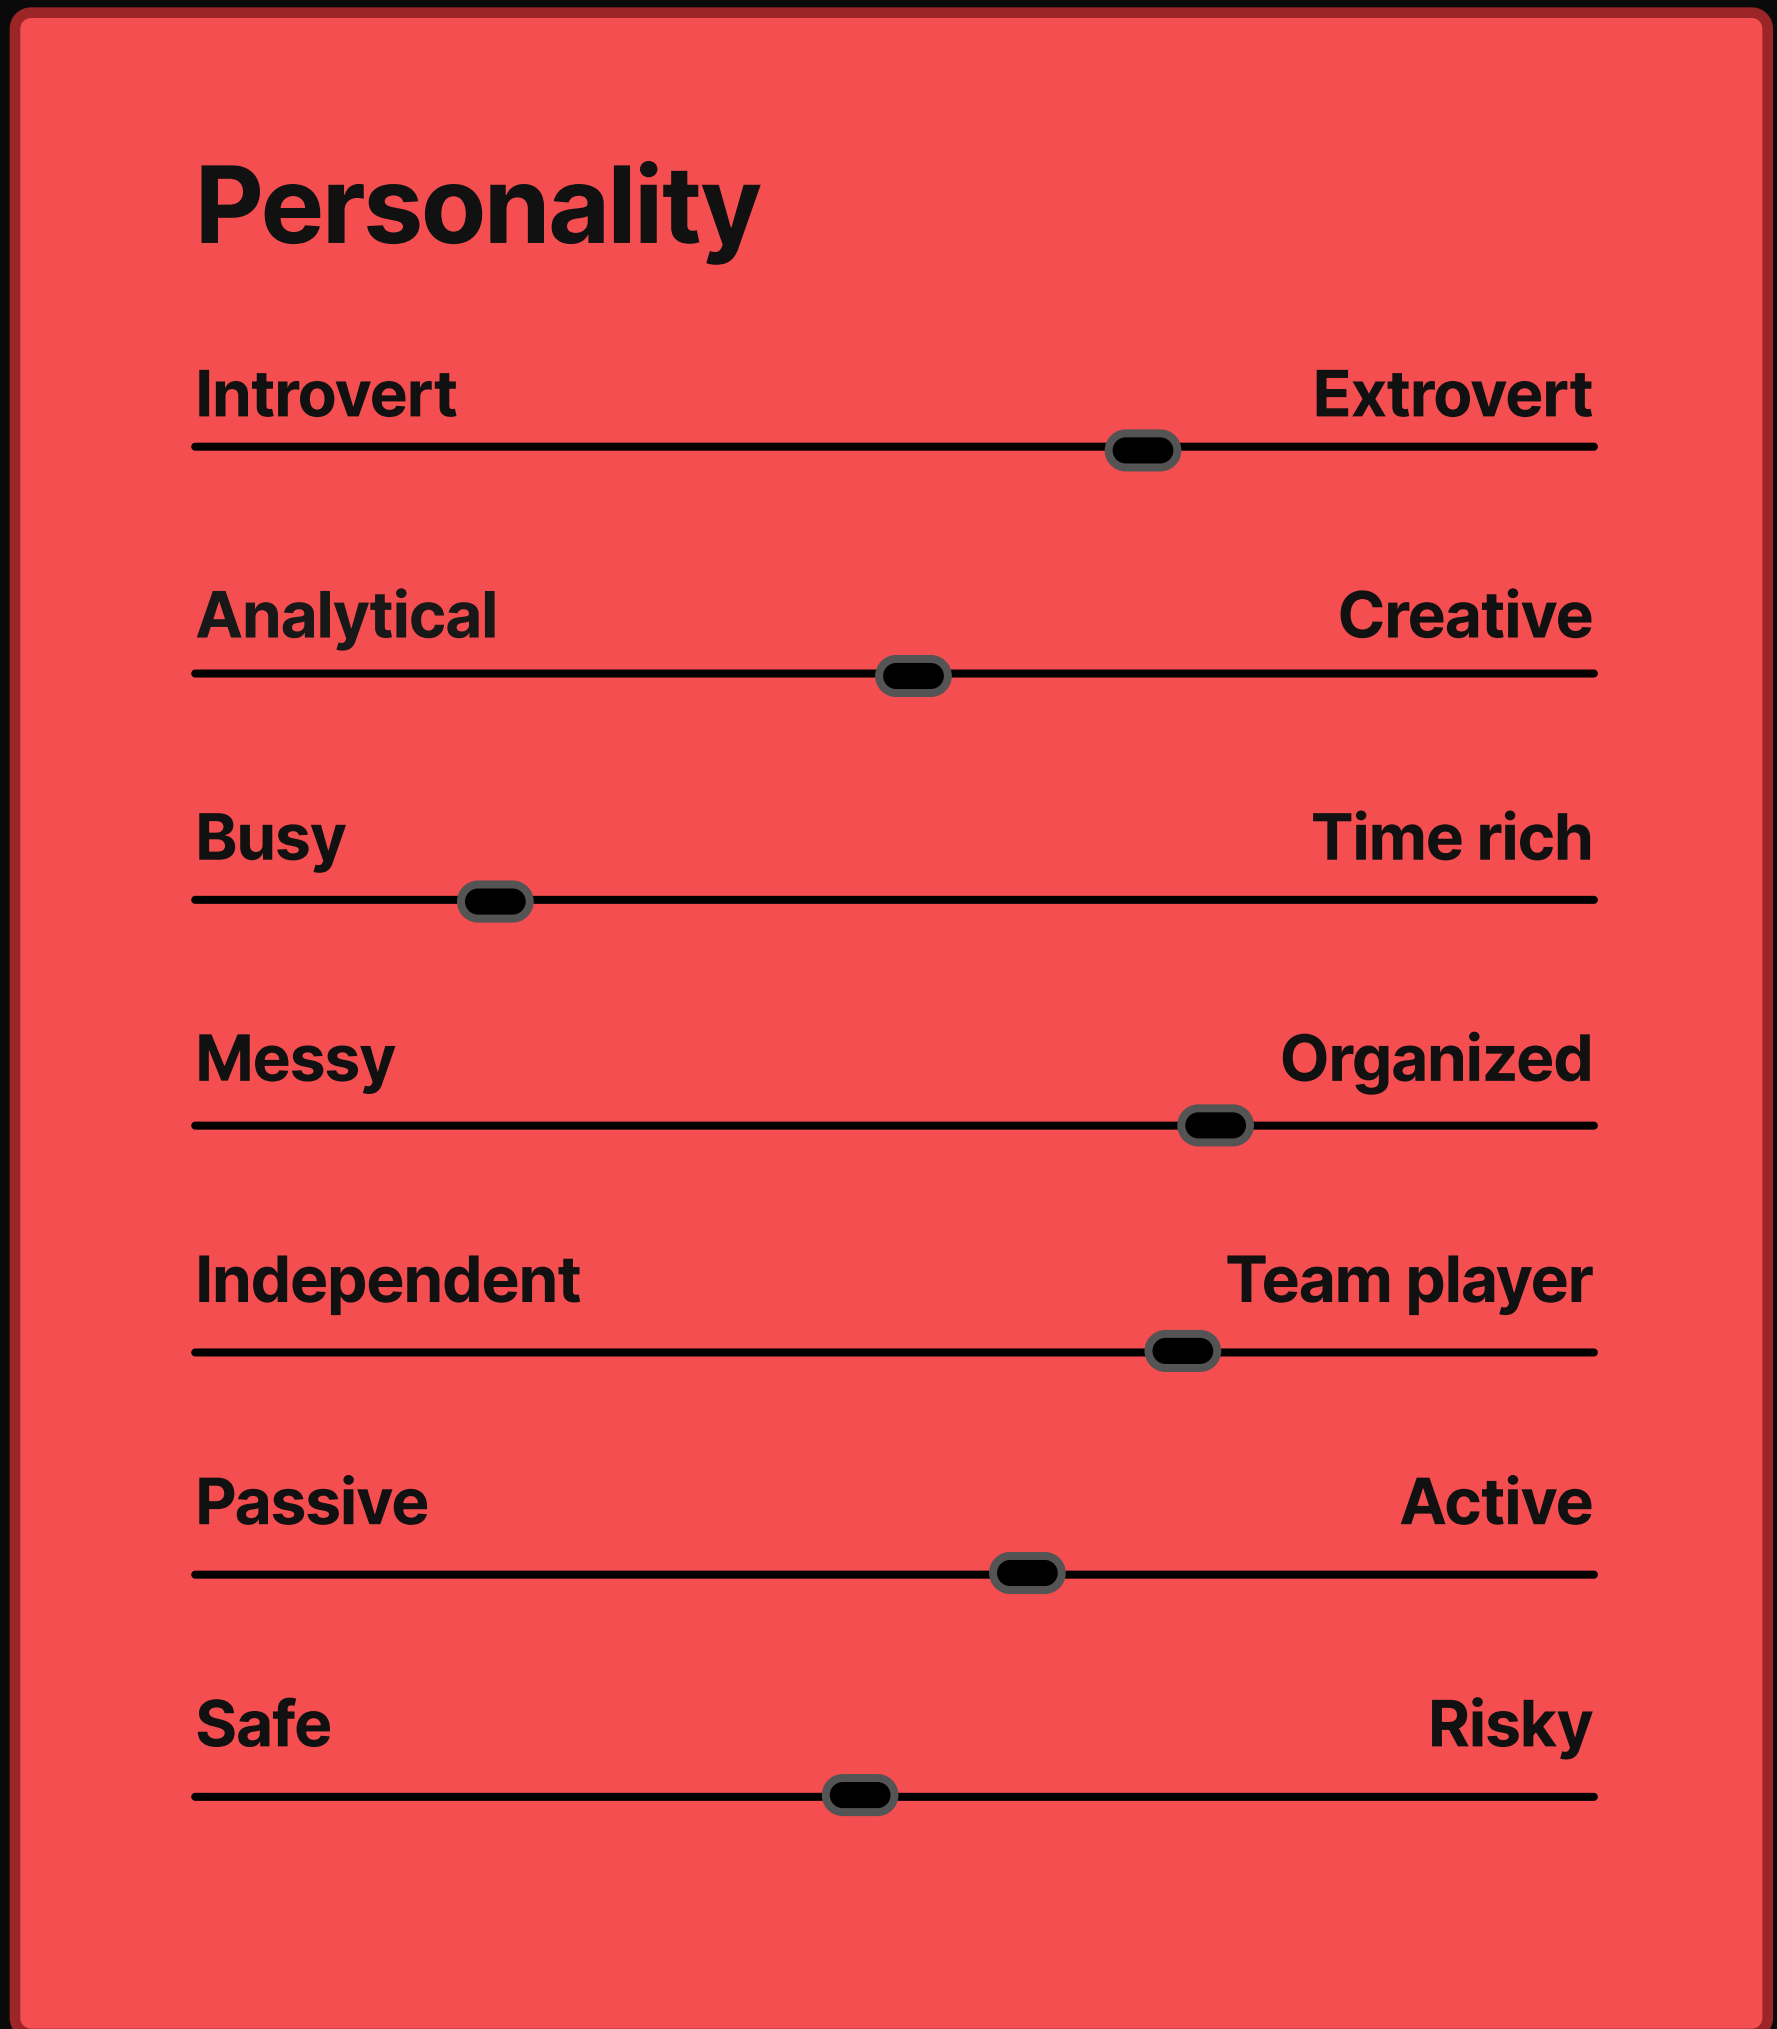 Personality
Introvert Extrovert
Analytical Creative
Busy Time rich
Messy Organized
Independent Team player
Passive Active
Safe Risky